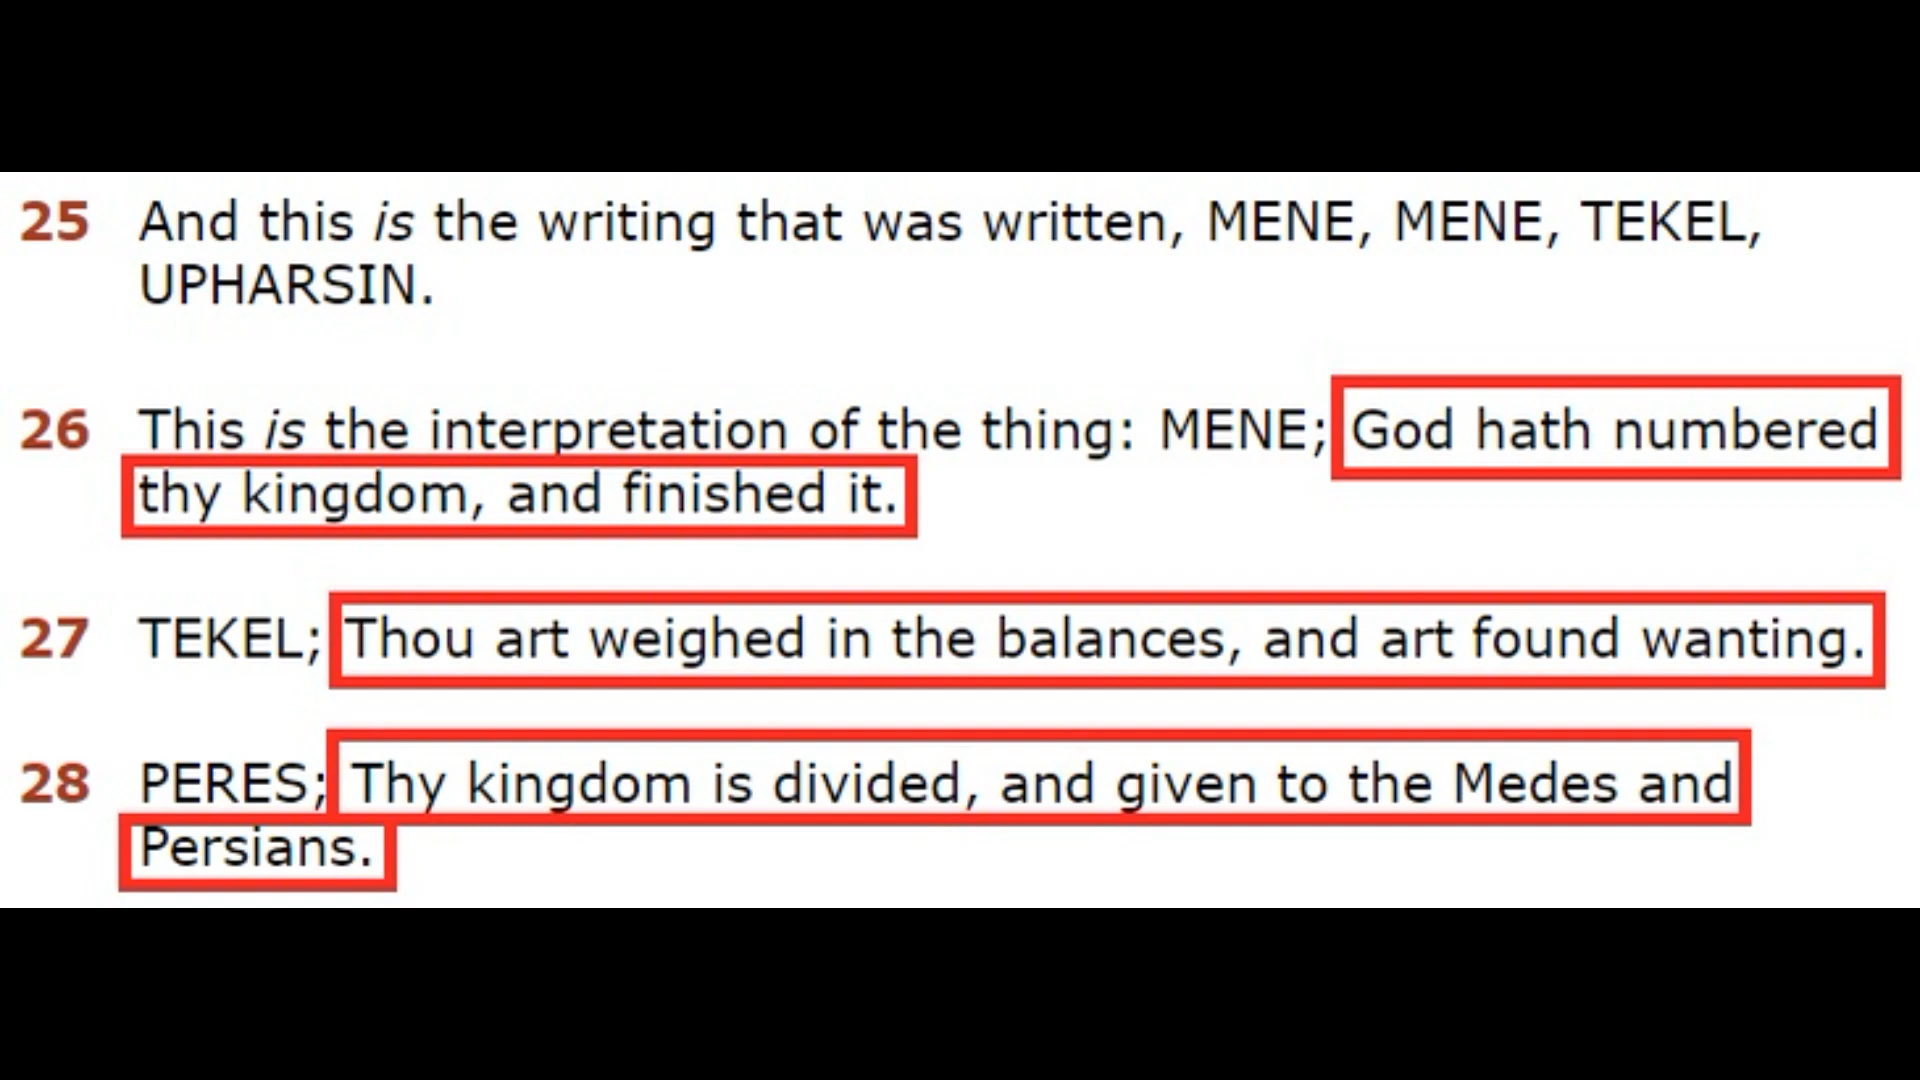 25 And this is the writing that was written, MENE, MENE, TEKEL,
UPHARSIN.
26 This is the interpretation of the thing: MENE; God hath numbered
thy kingdom, and finished it.
27 TEKEL; Thou art weighed in the balances, and art found wanting.
28 PERES; Thy kingdom is divided, and given to the Medes and
Persians.